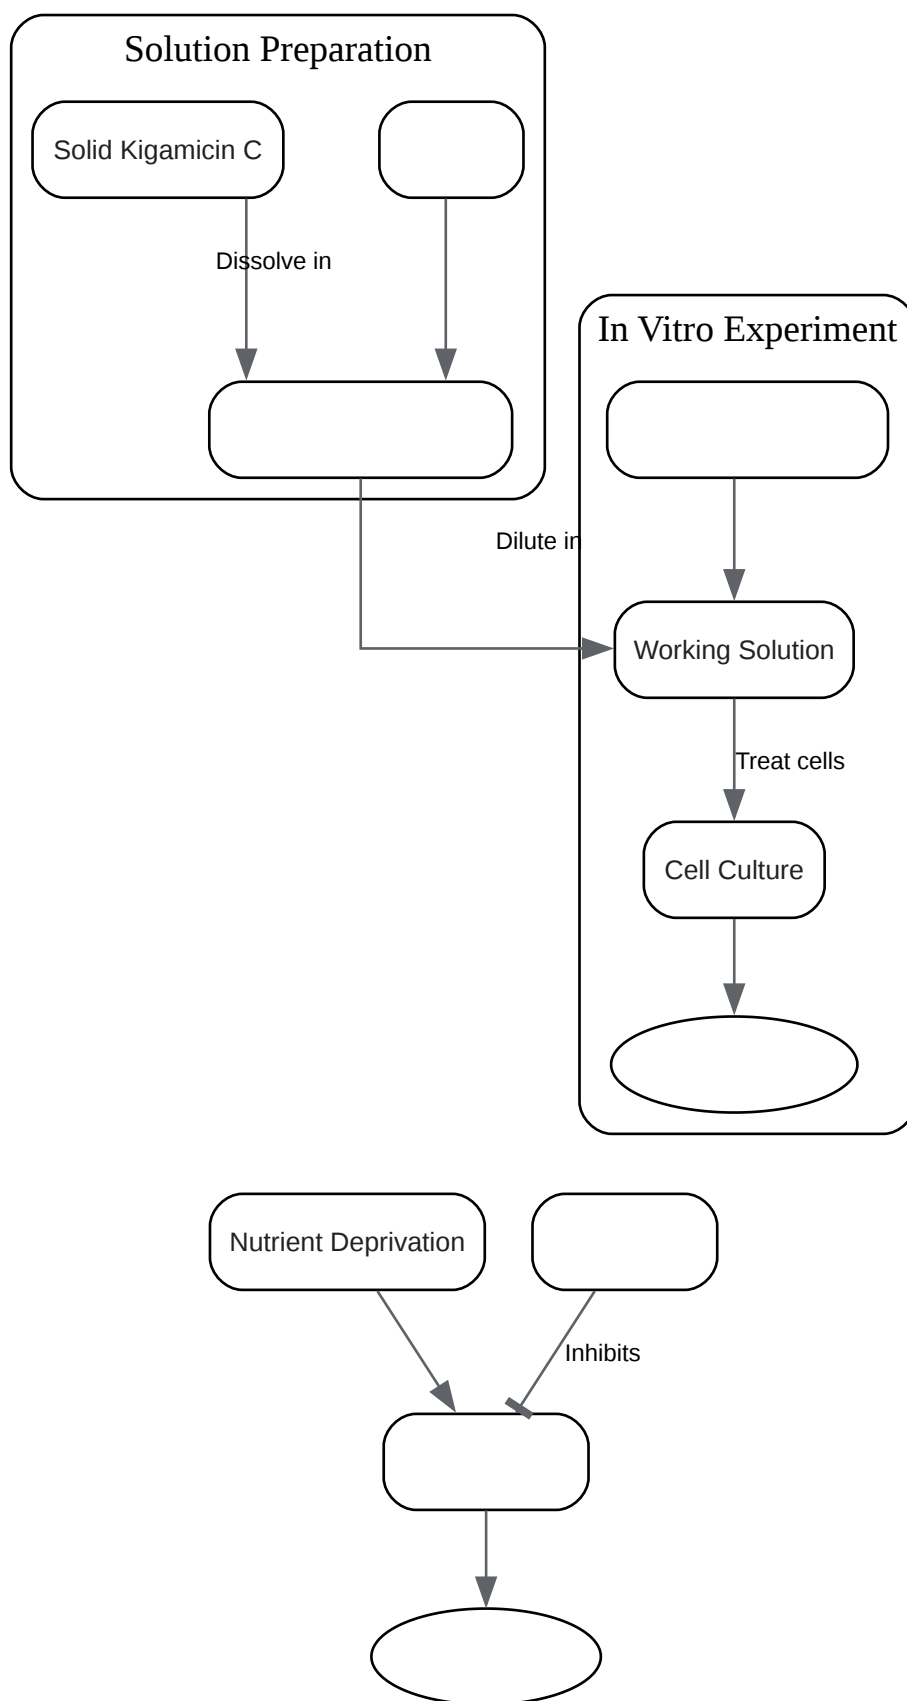 Solution Preparation
Solid Kigamicin C
Dissolve in
In Vitro Experiment
Dilute in
Working Solution
Treat cells
Cell Culture
Nutrient Deprivation
Inhibits